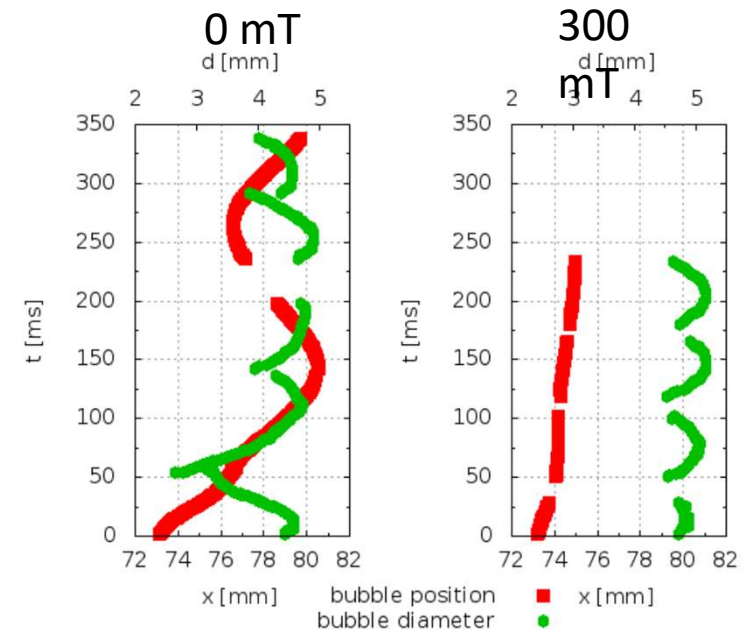 0 mT
d [mm]
2 3 4 5
350
300
250
200
150
100
50
0
t [ms]
72 74 76 78 80 82
x [mm]
300
mT
d [mm]
2 3 4 5
350
300
250
200
150
100
50
0
t [ms]
72 74 76 78 80 82
x [mm]
bubble position
bubble diameter